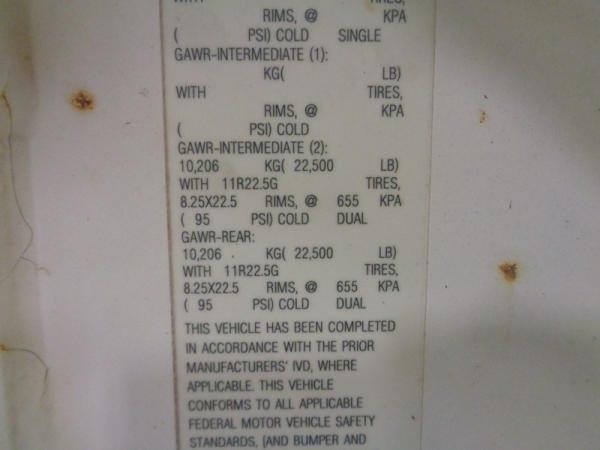 WITH TIRES,
RIMS, @ KPA
( PSI) COLD SINGLE
GAWR-INTERMEDIATE (1):
KG( LB)
WITH TIRES,
RIMS, @ KPA
( PSI) COLD
GAWR-INTERMEDIATE (2):
10,206 KG( 22,500 LB)
WITH 11R22.5G TIRES,
8.25X22.5 RIMS, @ 655 KPA
( 95 PSI) COLD DUAL
GAWR-REAR:
10,206 KG( 22,500 LB)
WITH 11R22.5G TIRES,
8.25X22.5 RIMS, @ 655 KPA
( 95 PSI) COLD DUAL
THIS VEHICLE HAS BEEN COMPLETED
IN ACCORDANCE WITH THE PRIOR
MANUFACTURERS' IVD, WHERE
APPLICABLE. THIS VEHICLE
CONFORMS TO ALL APPLICABLE
FEDERAL MOTOR VEHICLE SAFETY
STANDARDS, [AND BUMPER AND